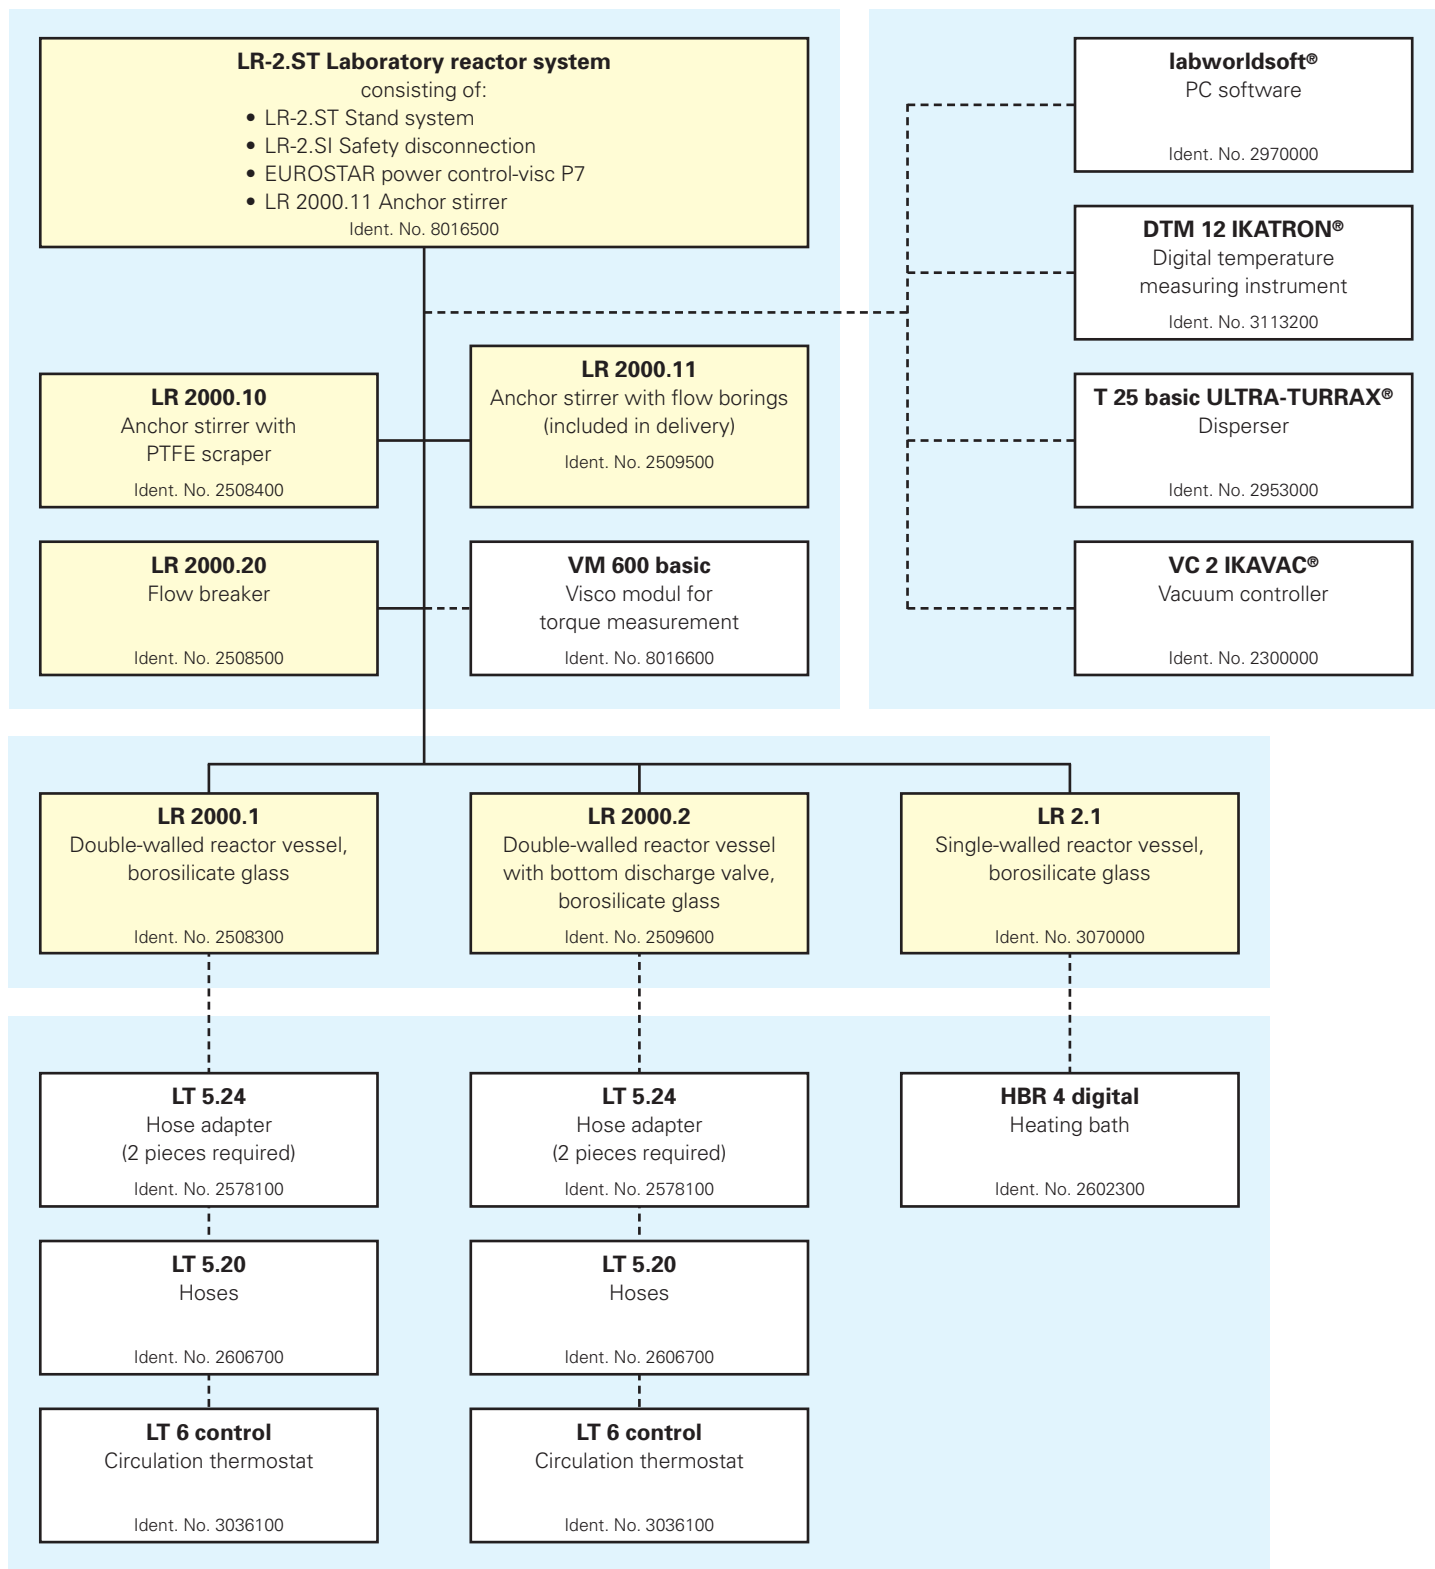 LR-2.ST Laboratory reactor system
consisting of:
• LR-2.ST Stand system
• LR-2.SI Safety disconnection
• EUROSTAR power control-visc P7
• LR 2000.11 Anchor stirrer
Ident. No. 8016500
labworldsoft®
PC software
Ident. No. 2970000
DTM 12 IKATRON®
Digital temperature
measuring instrument
Ident. No. 3113200
LR 2000.10
Anchor stirrer with
PTFE scraper
Ident. No. 2508400
LR 2000.11
Anchor stirrer with flow borings
(included in delivery)
Ident. No. 2509500
T 25 basic ULTRA-TURRAX®
Disperser
Ident. No. 2953000
LR 2000.20
Flow breaker
Ident. No. 2508500
VM 600 basic
Visco modul for
torque measurement
Ident. No. 8016600
VC 2 IKAVAC®
Vacuum controller
Ident. No. 2300000
LR 2000.1
Double-walled reactor vessel,
borosilicate glass
Ident. No. 2508300
LR 2000.2
Double-walled reactor vessel
with bottom discharge valve,
borosilicate glass
Ident. No. 2509600
LR 2.1
Single-walled reactor vessel,
borosilicate glass
Ident. No. 3070000
LT 5.24
Hose adapter
(2 pieces required)
Ident. No. 2578100
LT 5.24
Hose adapter
(2 pieces required)
Ident. No. 2578100
HBR 4 digital
Heating bath
Ident. No. 2602300
LT 5.20
Hoses
Ident. No. 2606700
LT 5.20
Hoses
Ident. No. 2606700
LT 6 control
Circulation thermostat
Ident. No. 3036100
LT 6 control
Circulation thermostat
Ident. No. 3036100